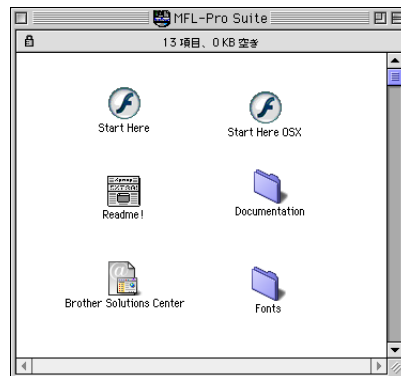 MFL-Pro Suite
13 項目、0 KB 空き
Start Here
Start Here OSX
Readme!
Documentation
Brother Solutions Center
Fonts